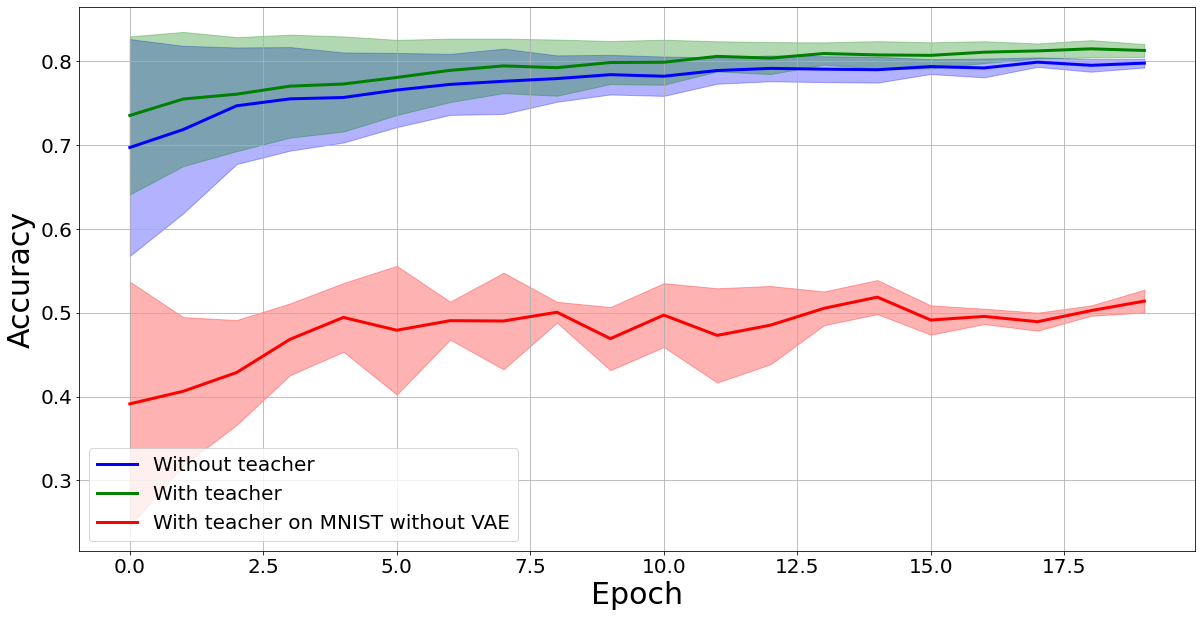 Accuracy
0.8
0.7
0.6
0.5
0.4
0.3
Without teacher
With teacher
With teacher on MNIST without VAE
0.0 2.5 5.0 7.5 10.0 12.5 15.0 17.5
Epoch